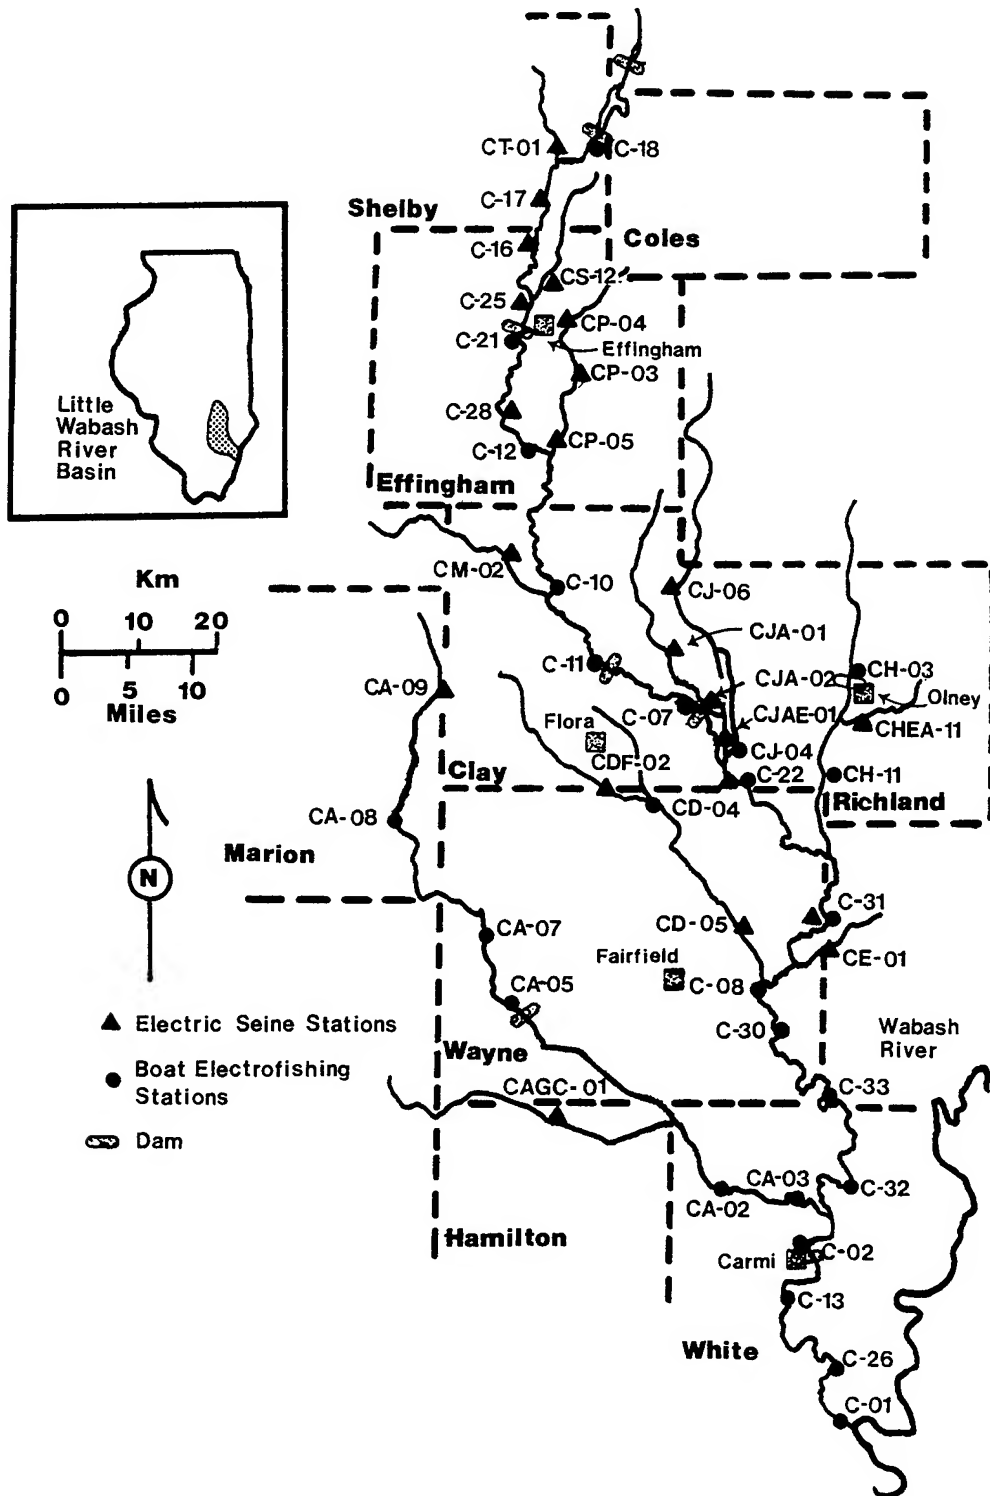 CT-01
C-18
C-17
Shelby
Coles
C-16
CS-12
C-25
CP-04
C-21
Effingham
CP-03
C-28
CP-05
C-12
Effingham
Little
Wabash
River
Basin
CM-02
C-10
CJ-06
Km
0 10 20
0 5 10
Miles
CJA-01
C-11
CH-03
CA-09
CJA-02
Olney
C-07
Flora
CJAE-01
CHEA-11
CDF-02
CJ-04
Clay
C-22
CH-11
CD-04
Richland
CA-08
Marion
N
C-31
CA-07
CD-05
CE-01
Fairfield
C-08
CA-05
C-30
Wabash
River
Electric Seine Stations
Boat Electrofishing
Stations
Dam
Wayne
CAGC-01
C-33
CA-03
C-32
CA-02
Hamilton
C-02
Carmi
C-13
White
C-26
C-01